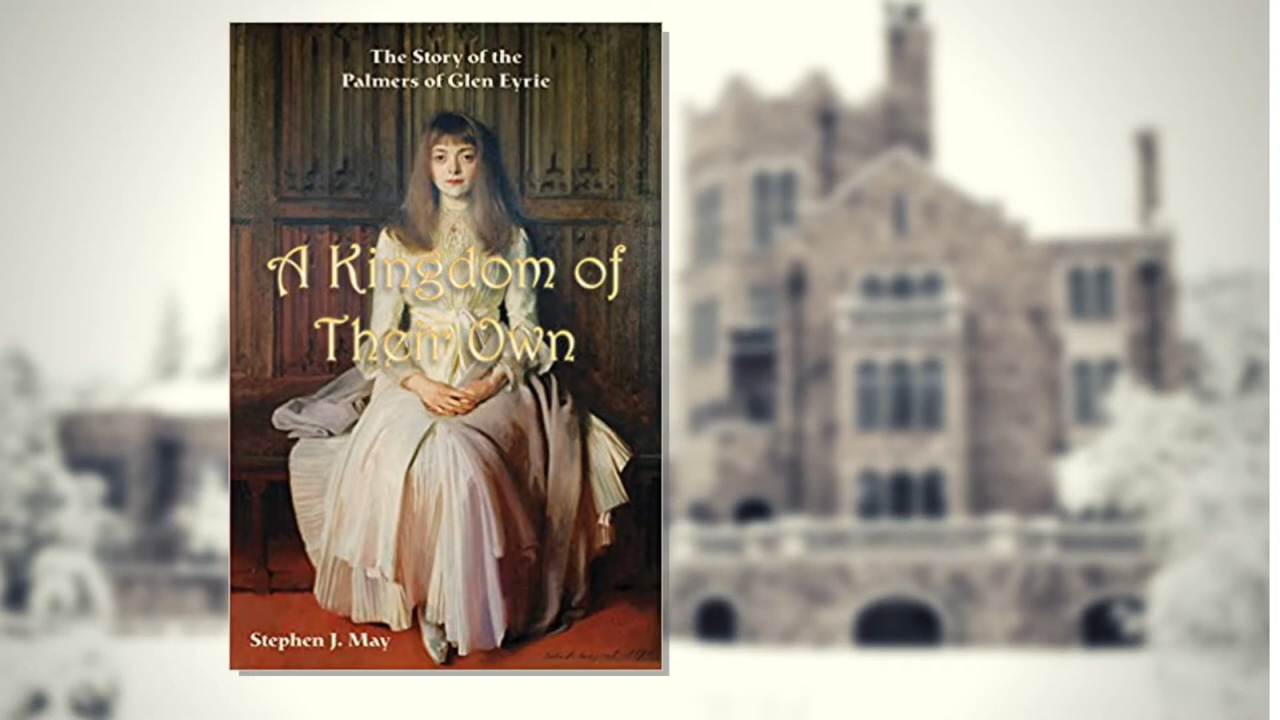 The Story of the
Palmers of Glen Eyrie
A Kingdom of
Their Own
Stephen J. May